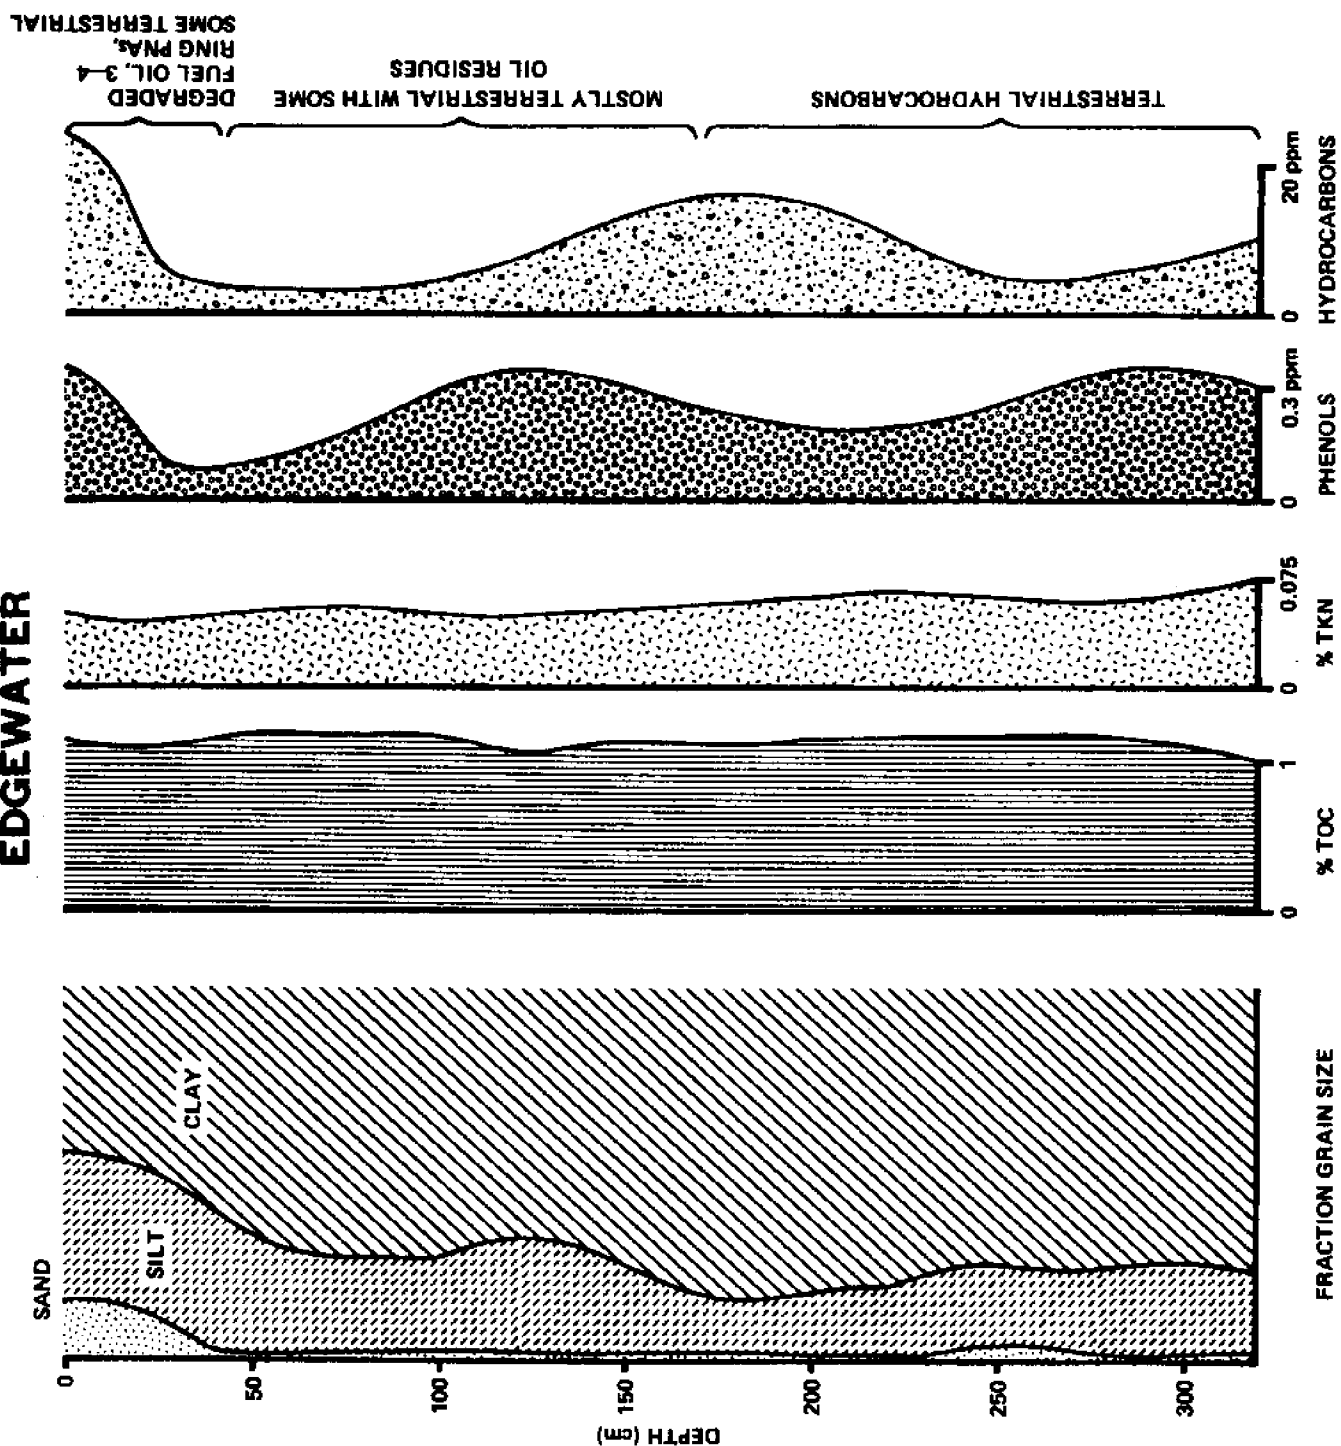 EDGEWATER
SAND
SILT
CLAY
DEPTH (cm)
0
50
100
150
200
250
300
FRACTION GRAIN SIZE
0
1
% TOC
0
0.075
% TKN
0
0.3 ppm
PHENOLS
0
20 ppm
HYDROCARBONS
DEGRADED
FUEL OIL, 3–4
RING PNAs,
SOME TERRESTRIAL
MOSTLY TERRESTRIAL WITH SOME
OIL RESIDUES
TERRESTRIAL HYDROCARBONS